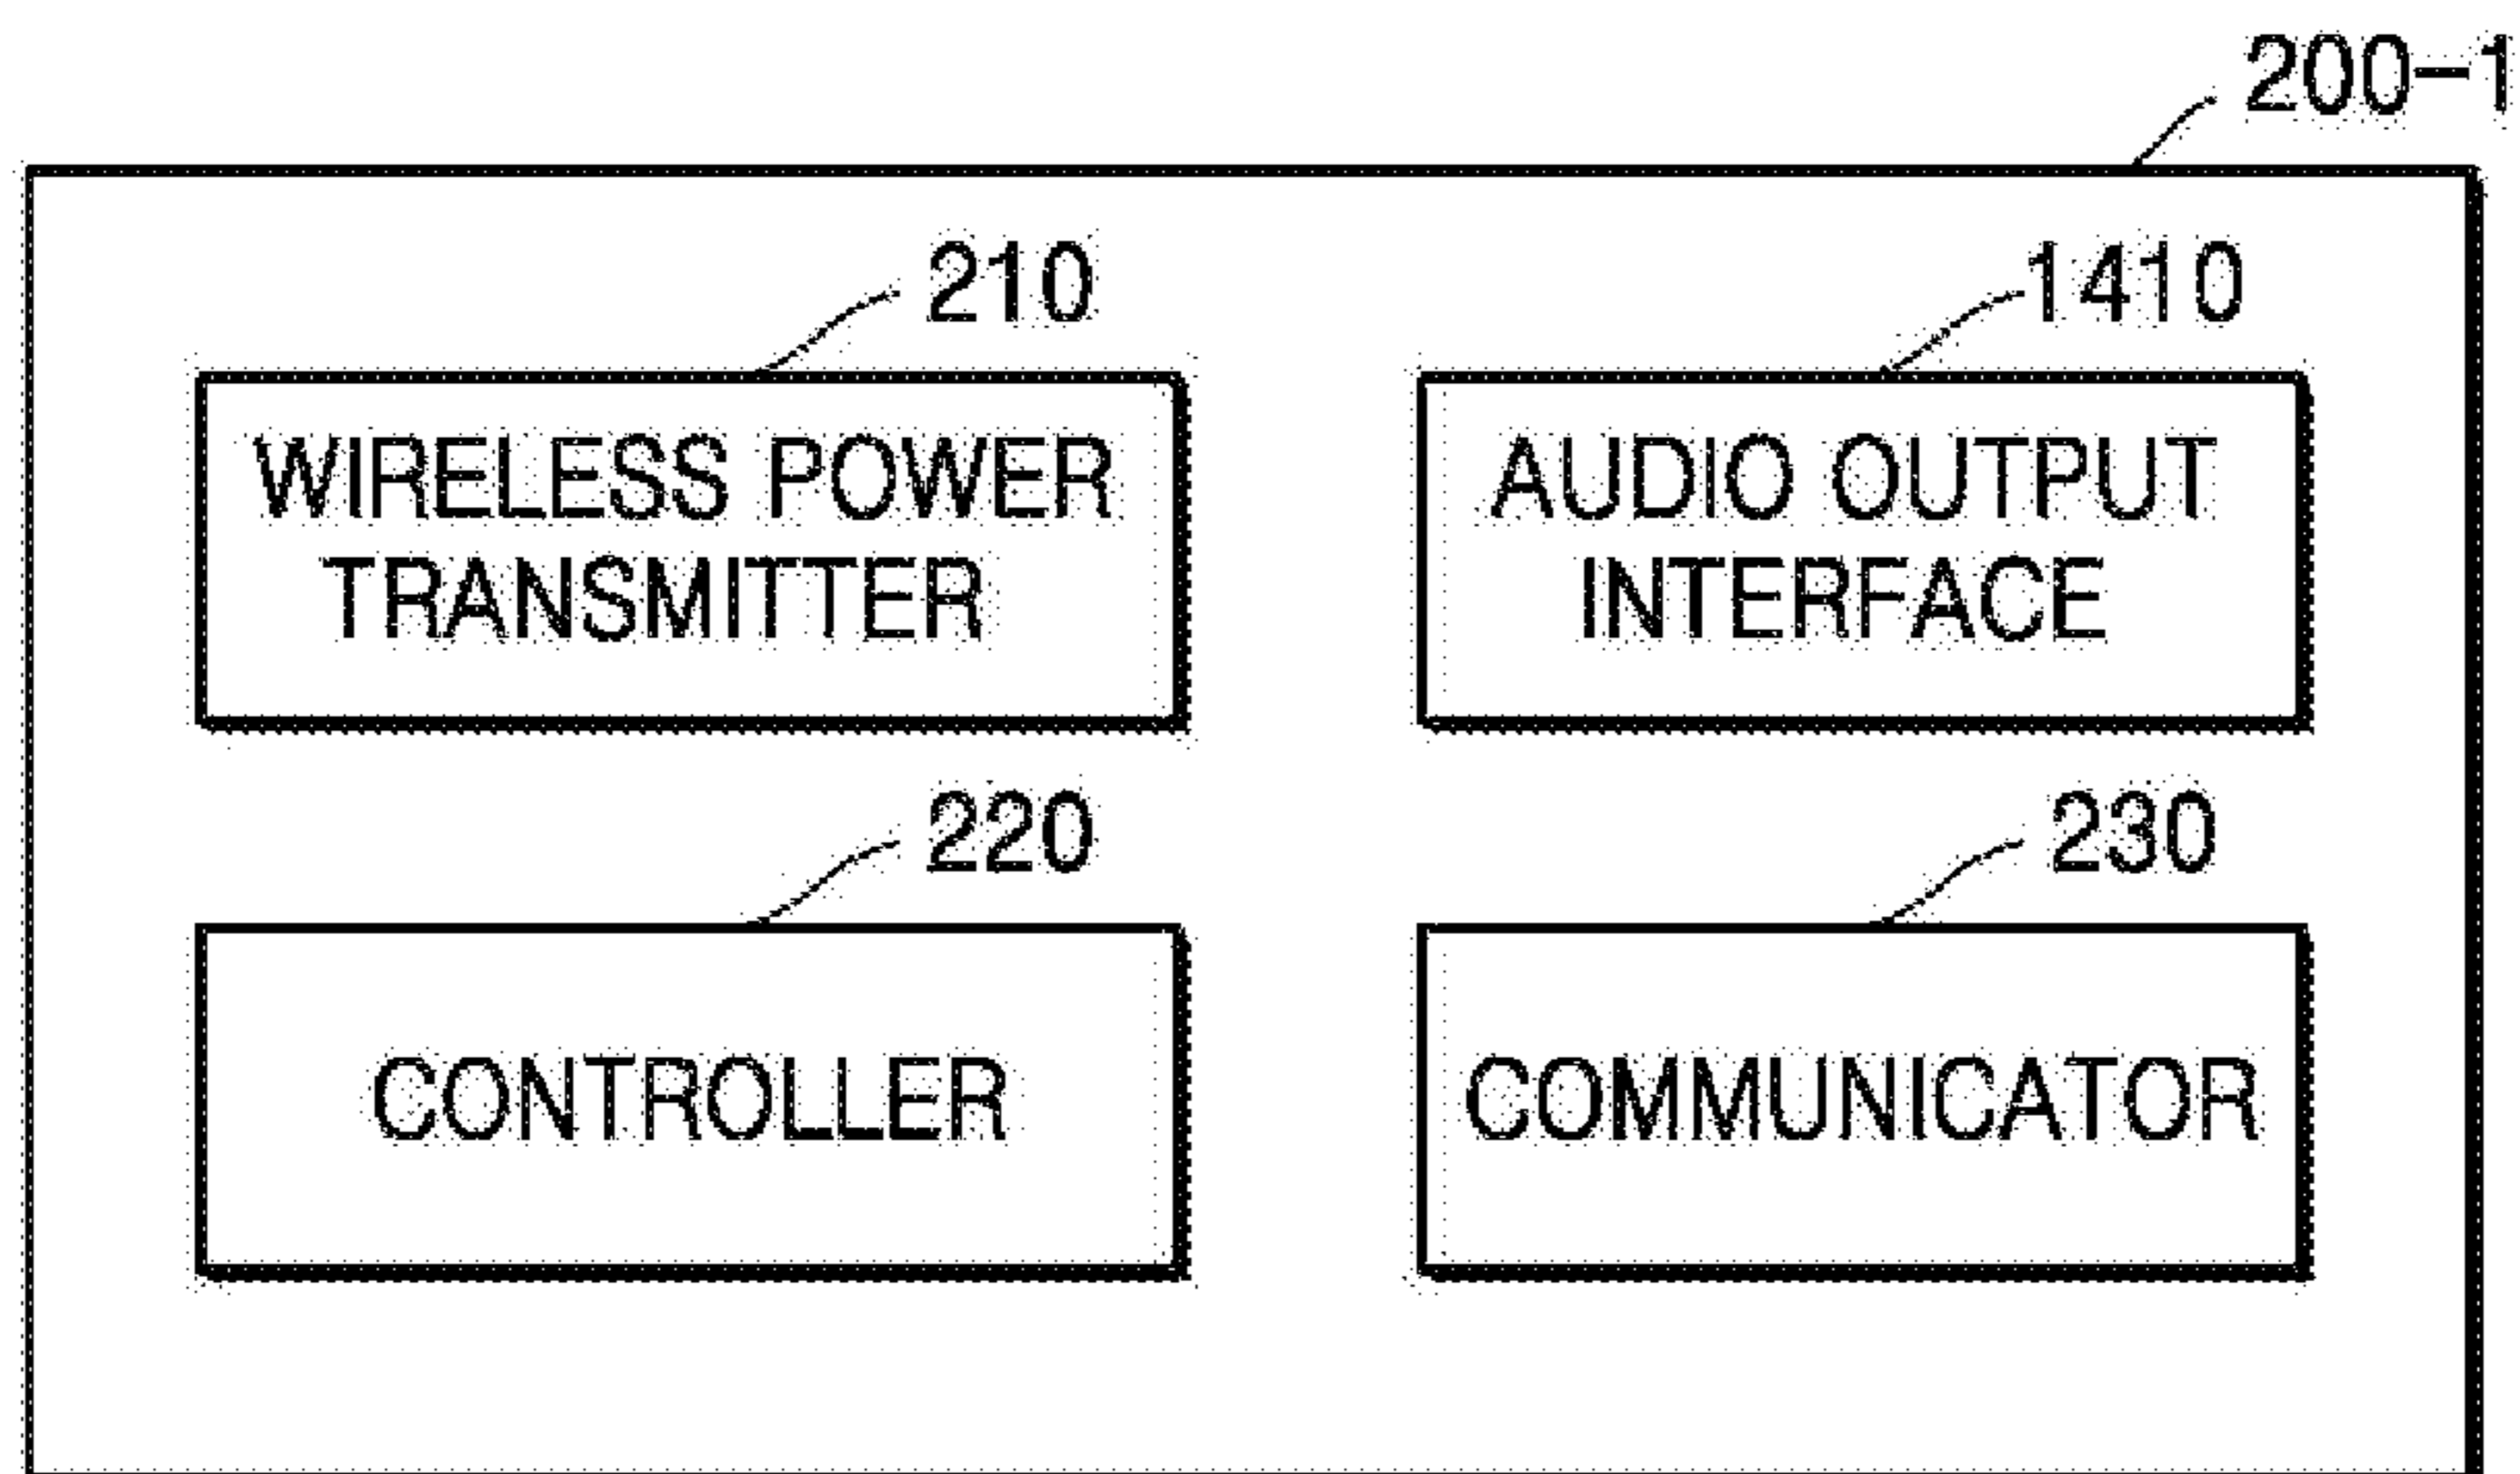 200-1
210
1410
WIRELESS POWER
TRANSMITTER
AUDIO OUTPUT
INTERFACE
220
230
CONTROLLER
COMMUNICATOR